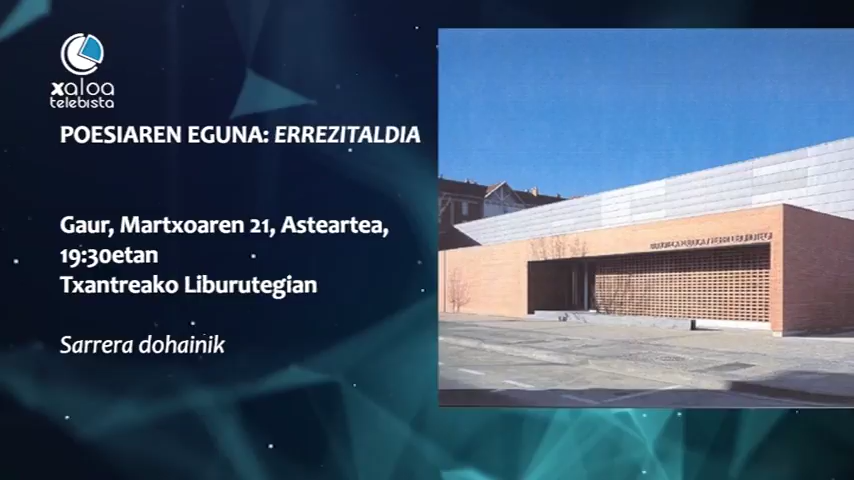 xaloa
telebista
POESIAREN EGUNA: ERREZITALDIA
Gaur, Martxoaren 21, Asteartea,
19:30etan
Txantreako Liburutegian
Sarrera dohainik